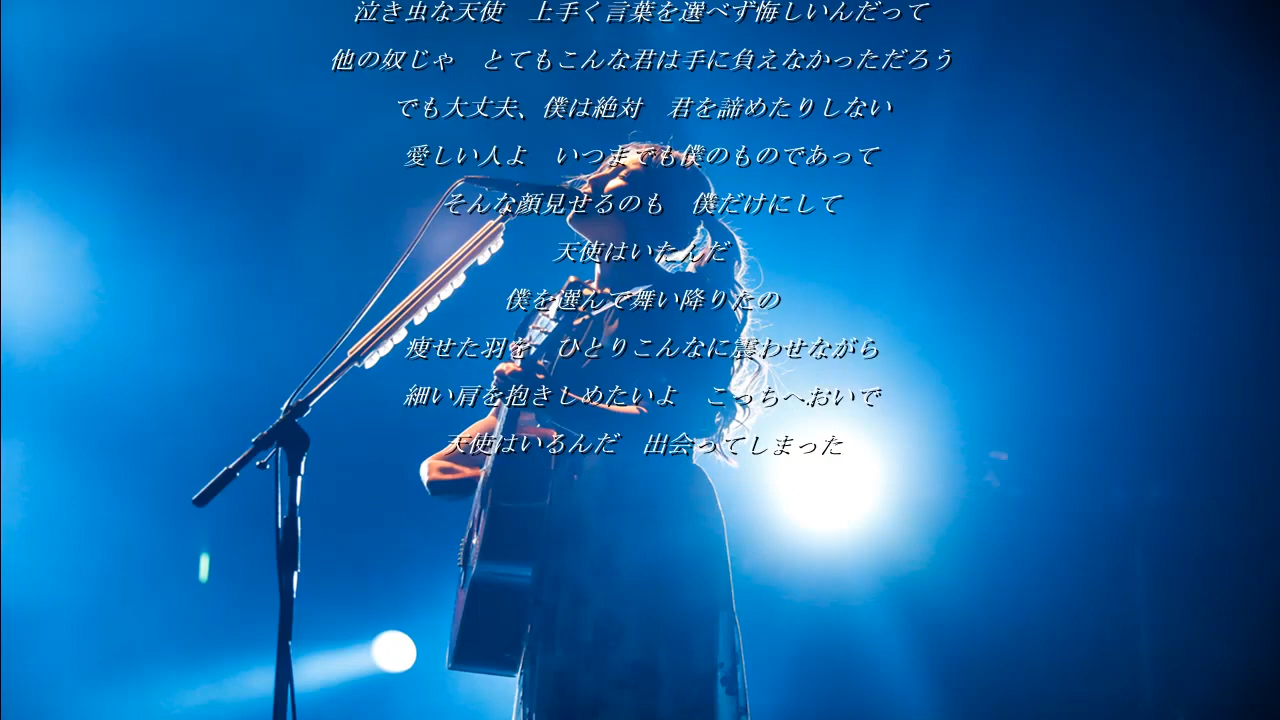 泣き虫な天使　上手く言葉を選べず悔しいんだって
他の奴じゃ　とてもこんな君は手に負えなかっただろう
でも大丈夫、僕は絶対　君を諦めたりしない
愛しい人よ　いつまでも僕のものであって
そんな顔見せるのも　僕だけにして
天使はいたんだ
僕を選んで舞い降りたの
痩せた羽を　ひとりこんなに震わせながら
細い肩を抱きしめたいよ　こっちへおいで
天使はいるんだ　出会ってしまった